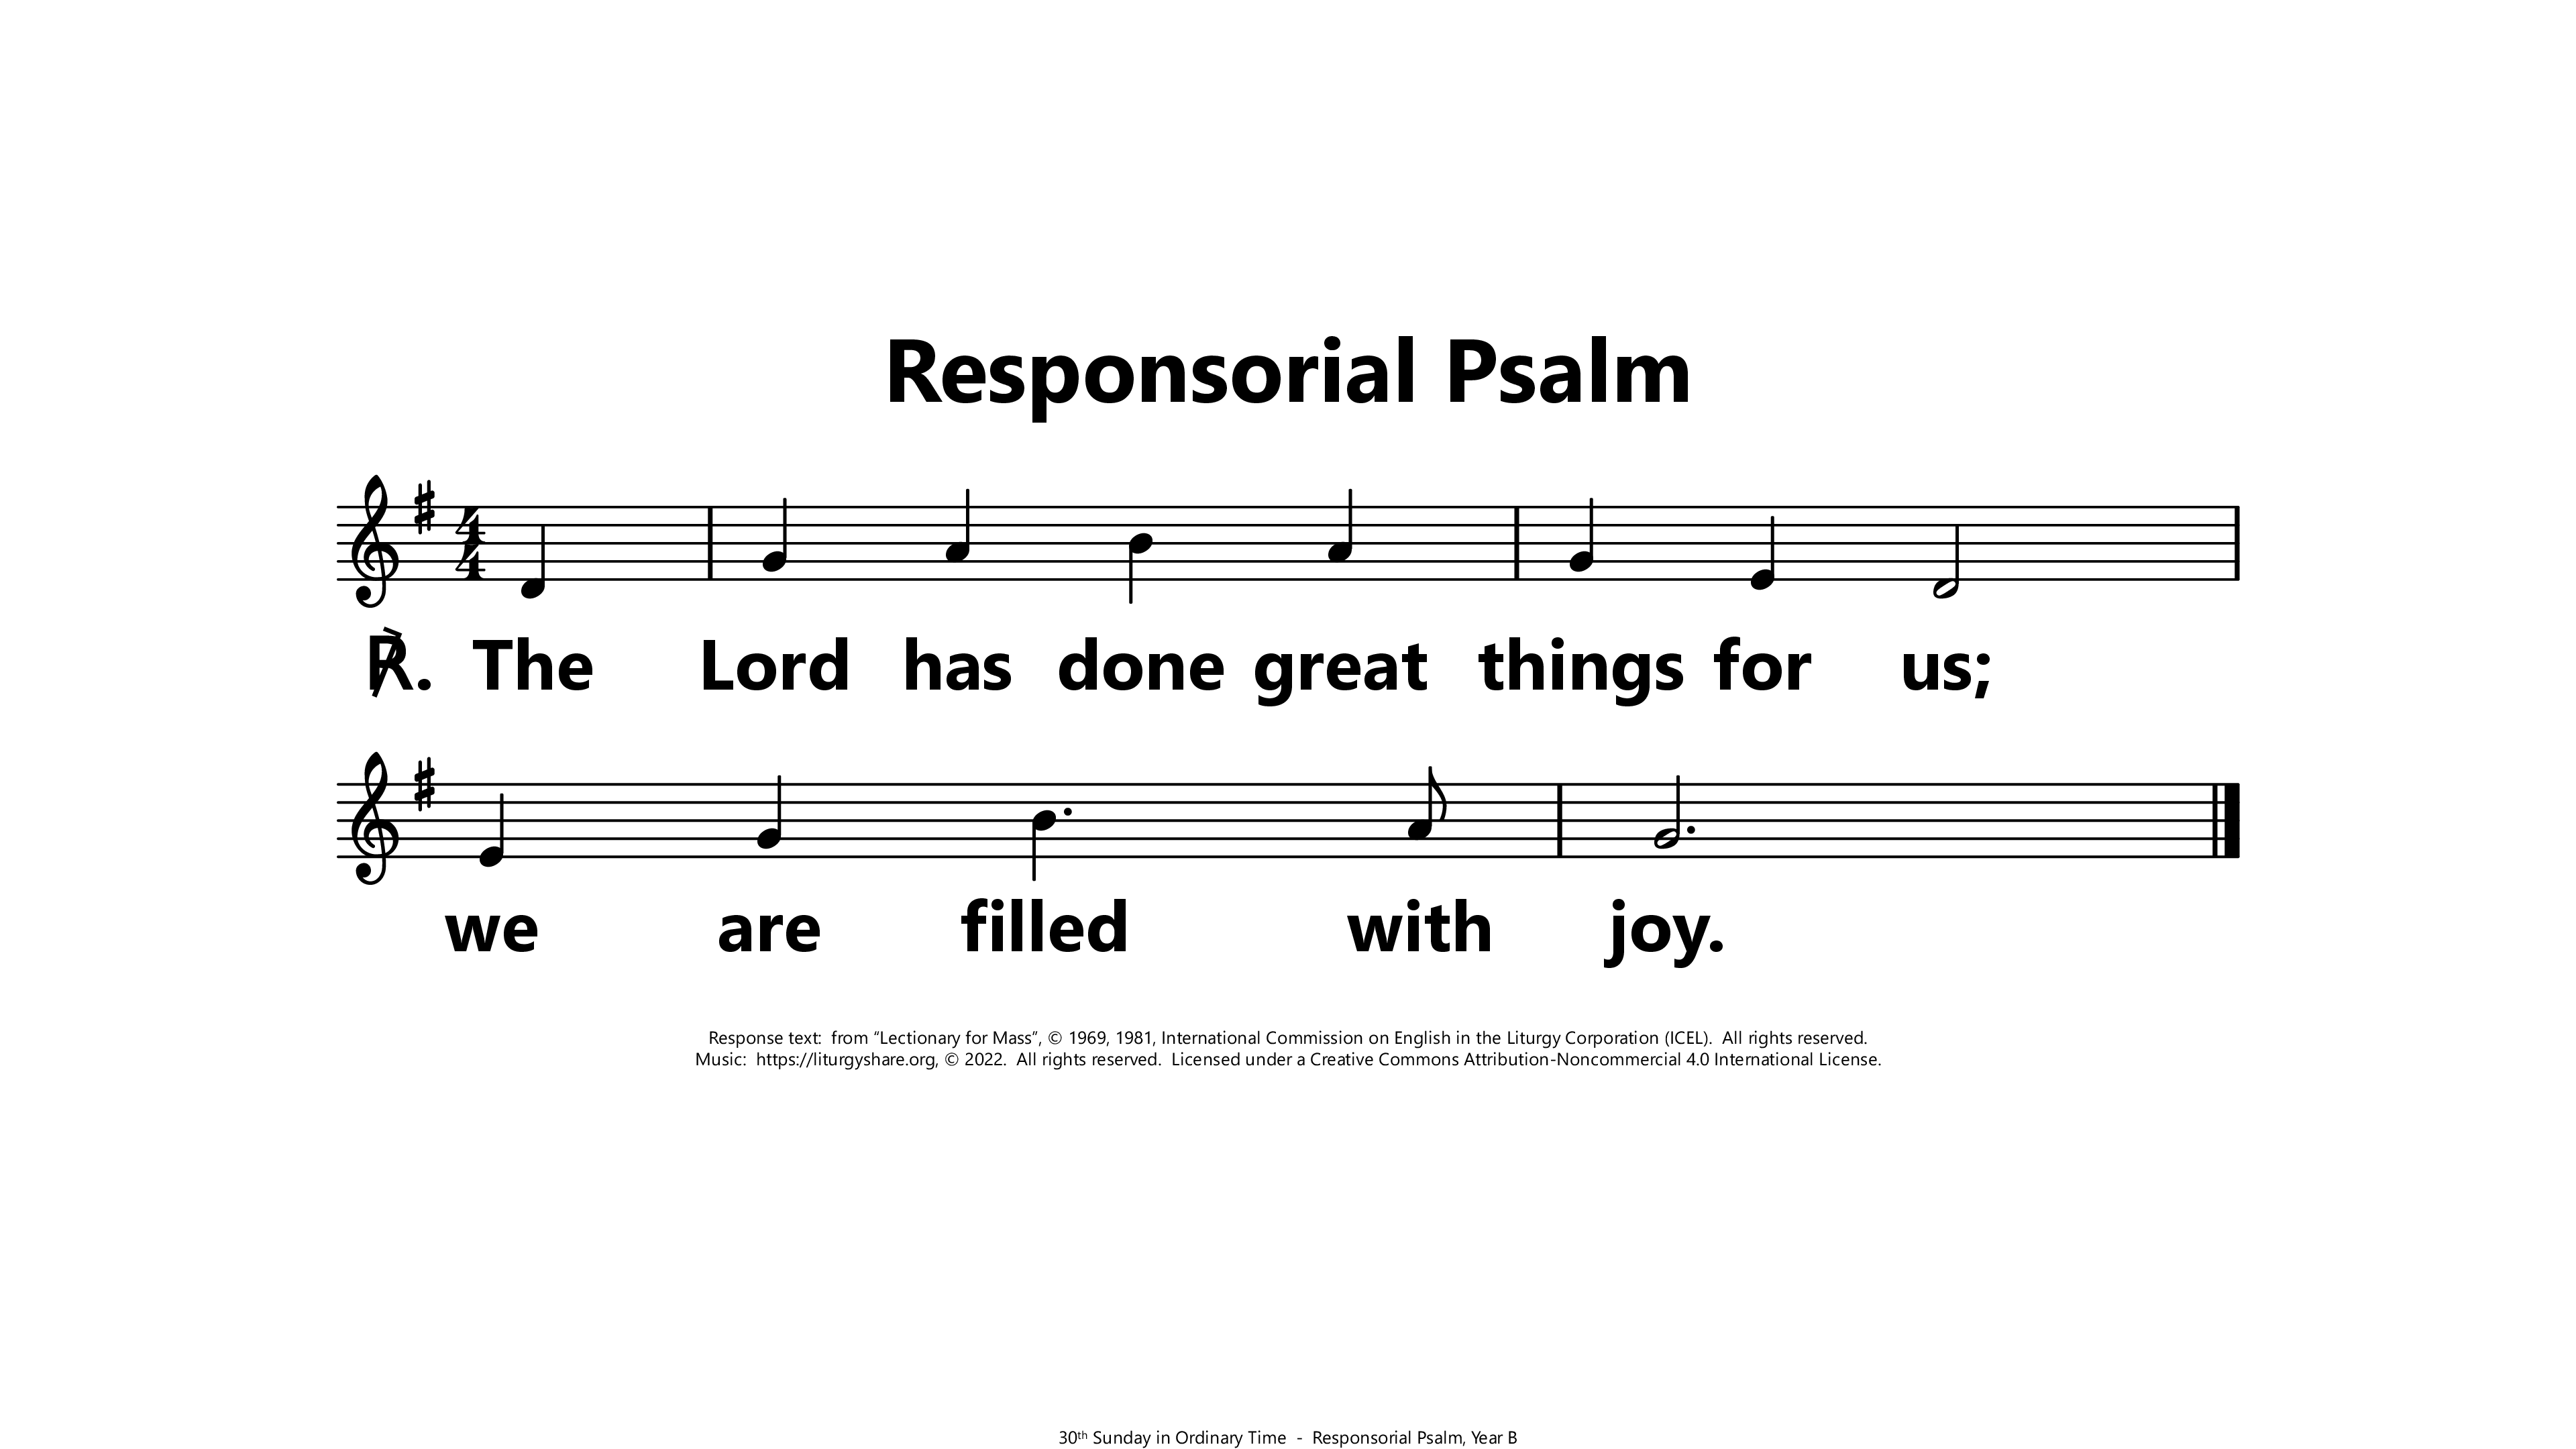 Responsorial Psalm
4
4
℟. The Lord has done great things for us;
we are filled with joy.
Response text:  from “Lectionary for Mass”, © 1969, 1981, International Commission on English in the Liturgy Corporation (ICEL).  All rights reserved.
Music:  https://liturgyshare.org, © 2022.  All rights reserved.  Licensed under a Creative Commons Attribution-Noncommercial 4.0 International License.
30th Sunday in Ordinary Time  -  Responsorial Psalm, Year B